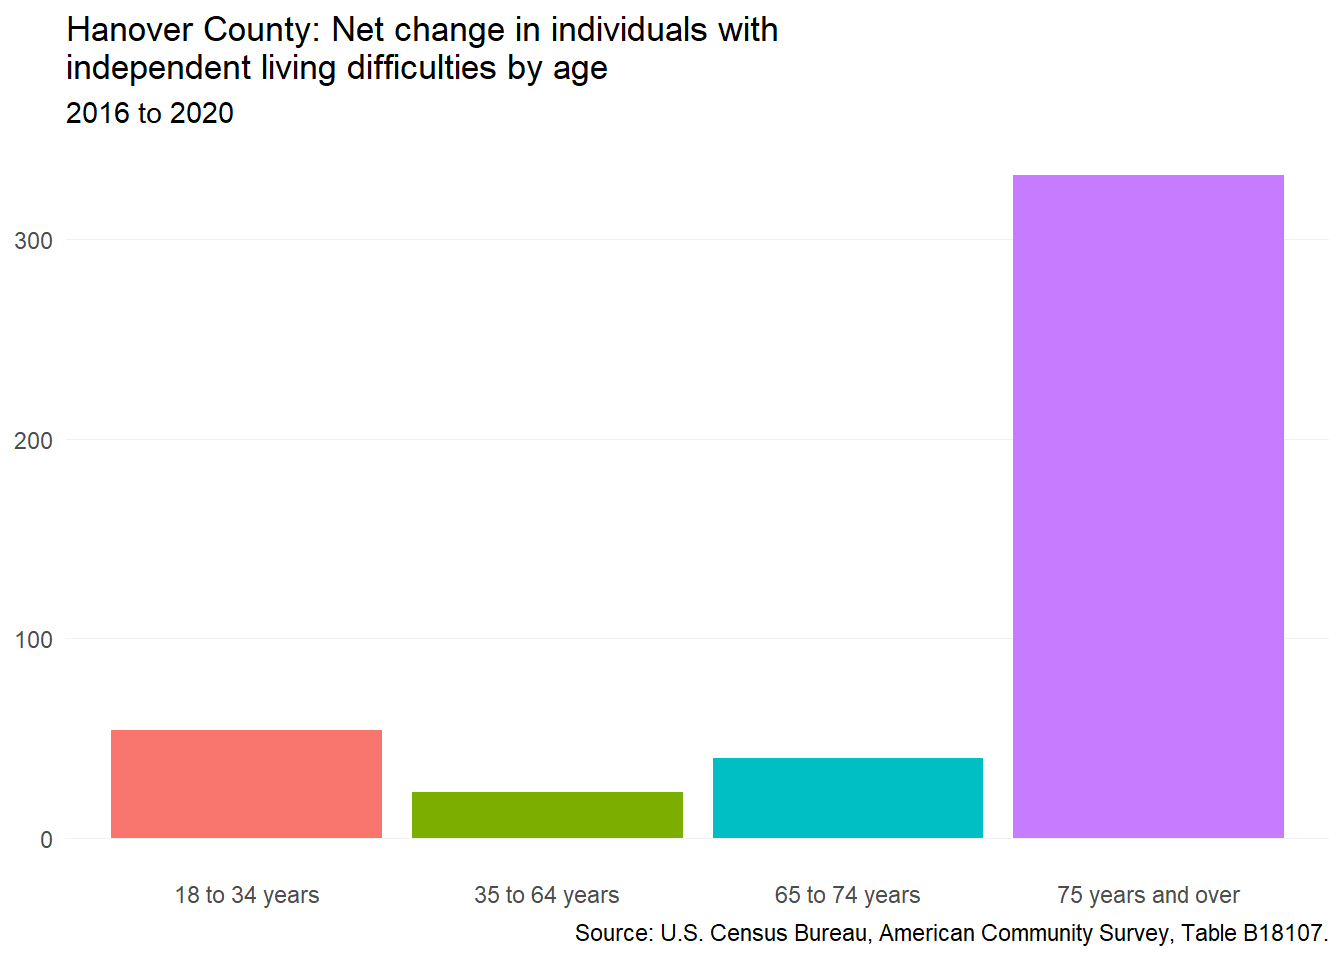 Hanover County: Net change in individuals with
independent living difficulties by age
2016 to 2020
300
200
100
0
18 to 34 years
35 to 64 years
65 to 74 years
75 years and over
Source: U.S. Census Bureau, American Community Survey, Table B18107.